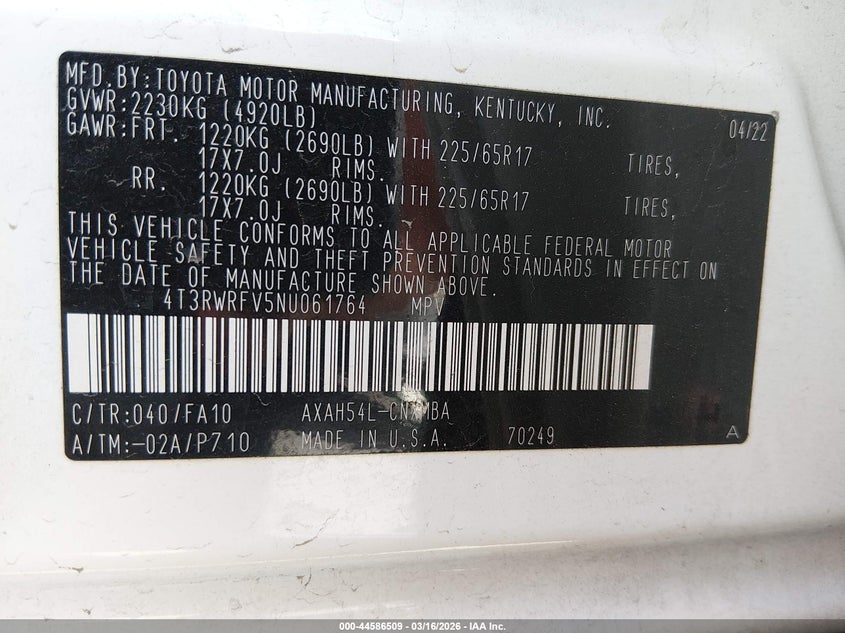 MFD.BY:TOYOTA MOTOR MANUFACTURING, KENTUCKY, INC.
GVWR:2230KG (4920LB) 04/22
GAWR:FRT. 1220KG (2690LB) WITH 225/65R17 TIRES,
17X7.0J RIMS.
RR. 1220KG (2690LB) WITH 225/65R17 TIRES,
17X7.0J RIMS.
THIS VEHICLE CONFORMS TO ALL APPLICABLE FEDERAL MOTOR
VEHICLE SAFETY AND THEFT PREVENTION STANDARDS IN EFFECT ON
THE DATE OF MANUFACTURE SHOWN ABOVE.
4T3RWRFV5NU061764 MPV
C/TR:040/FA10 AXAH54L-CNXMBA
A/TM:-02A/P710 MADE IN U.S.A. 70249 A
000-44586509 - 03/16/2026 - IAA Inc.